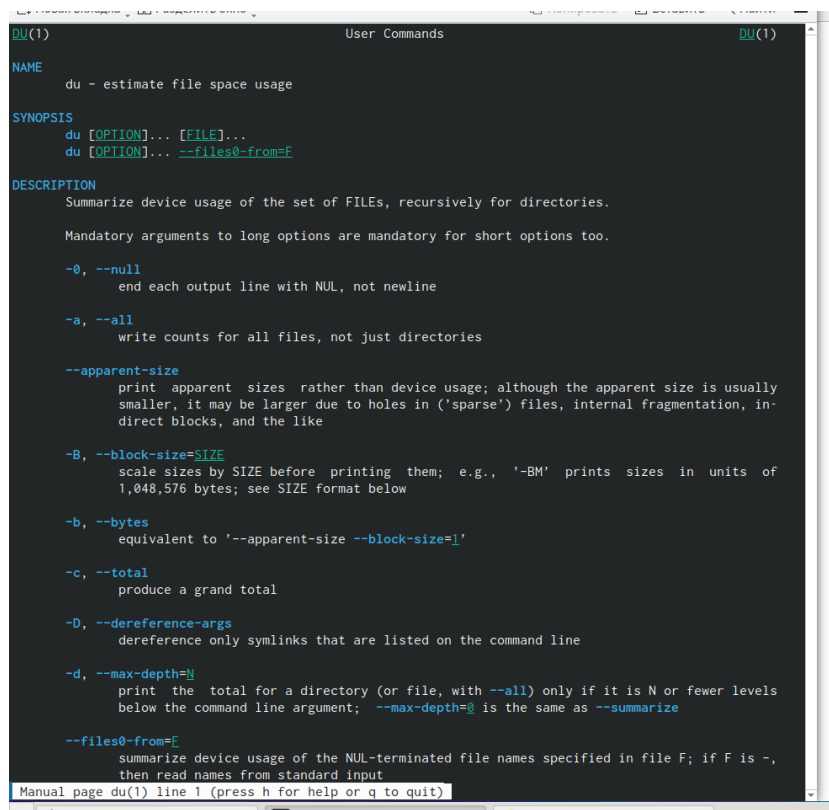 DU(1) User Commands DU(1)
NAME
du - estimate file space usage
SYNOPSIS
du [OPTION]... [FILE]...
du [OPTION]... --files0-from=F
DESCRIPTION
Summarize device usage of the set of FILEs, recursively for directories.
Mandatory arguments to long options are mandatory for short options too.
-0, --null
end each output line with NUL, not newline
-a, --all
write counts for all files, not just directories
--apparent-size
print apparent sizes rather than device usage; although the apparent size is usually
smaller, it may be larger due to holes in ('sparse') files, internal fragmentation, in-
direct blocks, and the like
-B, --block-size=SIZE
scale sizes by SIZE before printing them; e.g., '-BM' prints sizes in units of
1,048,576 bytes; see SIZE format below
-b, --bytes
equivalent to '--apparent-size --block-size=1'
-c, --total
produce a grand total
-D, --dereference-args
dereference only symlinks that are listed on the command line
-d, --max-depth=N
print the total for a directory (or file, with --all) only if it is N or fewer levels
below the command line argument; --max-depth=0 is the same as --summarize
--files0-from=F
summarize device usage of the NUL-terminated file names specified in file F; if F is -,
then read names from standard input
Manual page du(1) line 1 (press h for help or q to quit)